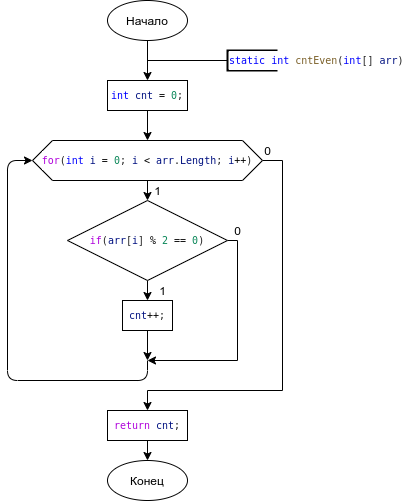 Начало
static int cntEven(int[] arr)
int cnt = 0;
for(int i = 0; i < arr.Length; i++)
0
1
if(arr[i] % 2 == 0)
0
1
cnt++;
return cnt;
Конец